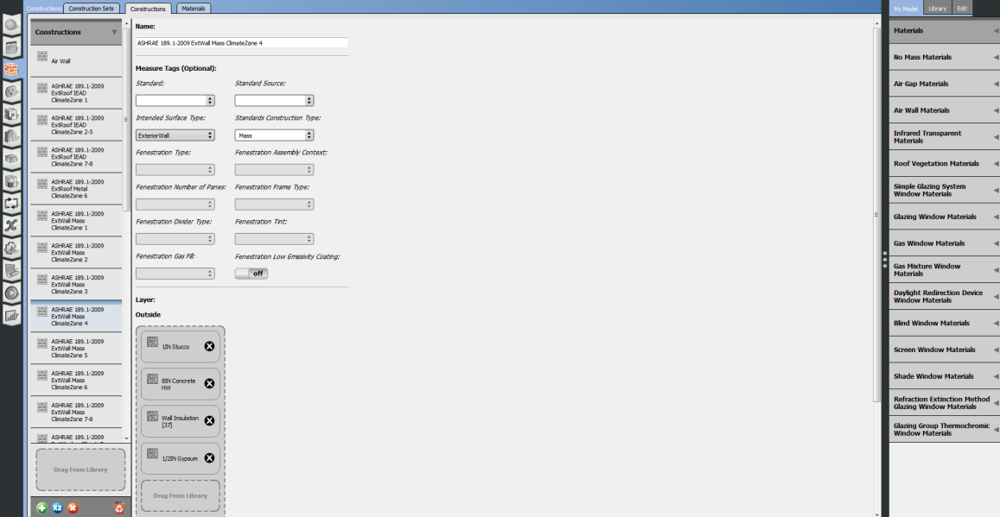 Constructions
Construction Sets
Constructions
Materials
My Model
Library
Edit
Constructions
Air Wall
ASHRAE 189.1-2009
ExtRoof IEAD
ClimateZone 1
ASHRAE 189.1-2009
ExtRoof IEAD
ClimateZone 2-5
ASHRAE 189.1-2009
ExtRoof IEAD
ClimateZone 7-8
ASHRAE 189.1-2009
ExtRoof Metal
ClimateZone 6
ASHRAE 189.1-2009
ExtWall Mass
ClimateZone 1
ASHRAE 189.1-2009
ExtWall Mass
ClimateZone 2
ASHRAE 189.1-2009
ExtWall Mass
ClimateZone 3
ASHRAE 189.1-2009
ExtWall Mass
ClimateZone 4
ASHRAE 189.1-2009
ExtWall Mass
ClimateZone 5
ASHRAE 189.1-2009
ExtWall Mass
ClimateZone 6
ASHRAE 189.1-2009
ExtWall Mass
ClimateZone 7-8
ASHRAE 189.1-2009
Drag From Library
X2
Name:
ASHRAE 189.1-2009 ExtWall Mass ClimateZone 4
Measure Tags (Optional):
Standard:
Standard Source:
Intended Surface Type:
Standards Construction Type:
ExteriorWall
Mass
Fenestration Type:
Fenestration Assembly Context:
Fenestration Number of Panes:
Fenestration Frame Type:
Fenestration Divider Type:
Fenestration Tint:
Fenestration Gas Fill:
Fenestration Low Emissivity Coating:
off
Layer:
Outside
1IN Stucco
8IN Concrete
HW
Wall Insulation
[37]
1/2IN Gypsum
Drag From Library
Materials
No Mass Materials
Air Gap Materials
Air Wall Materials
Infrared Transparent
Materials
Roof Vegetation Materials
Simple Glazing System
Window Materials
Glazing Window Materials
Gas Window Materials
Gas Mixture Window
Materials
Daylight Redirection Device
Window Materials
Blind Window Materials
Screen Window Materials
Shade Window Materials
Refraction Extinction Method
Glazing Window Materials
Glazing Group Thermochromic
Window Materials